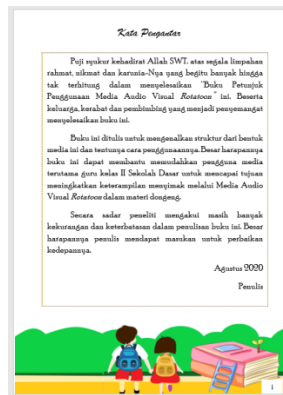 Kata Pengantar
Puji syukur kehadirat Allah SWT. atas segala limpahan
rahmat, nikmat dan karunia-Nya yang begitu banyak hingga
tak terhitung dalam menyelesaikan "Buku Petunjuk
Penggunaan Media Audio Visual Rotatoon" ini. Beserta
keluarga, kerabat dan pembimbing yang menjadi penyemangat
menyelesaikan buku ini.
Buku ini ditulis untuk mengenalkan struktur dari bentuk
media ini dan tentunya cara penggunaannya. Besar harapannya
buku ini dapat membantu memudahkan pengguna media
terutama guru kelas II Sekolah Dasar untuk mencapai tujuan
meningkatkan keterampilan menyimak melalui Media Audio
Visual Rotatoon dalam materi dongeng.
Secara sadar peneliti mengakui masih banyak
kekurangan dan keterbatasan dalam penulisan buku ini. Besar
harapannya penulis mendapat masukan untuk perbaikan
kedepannya.
Agustus 2020
Penulis
i